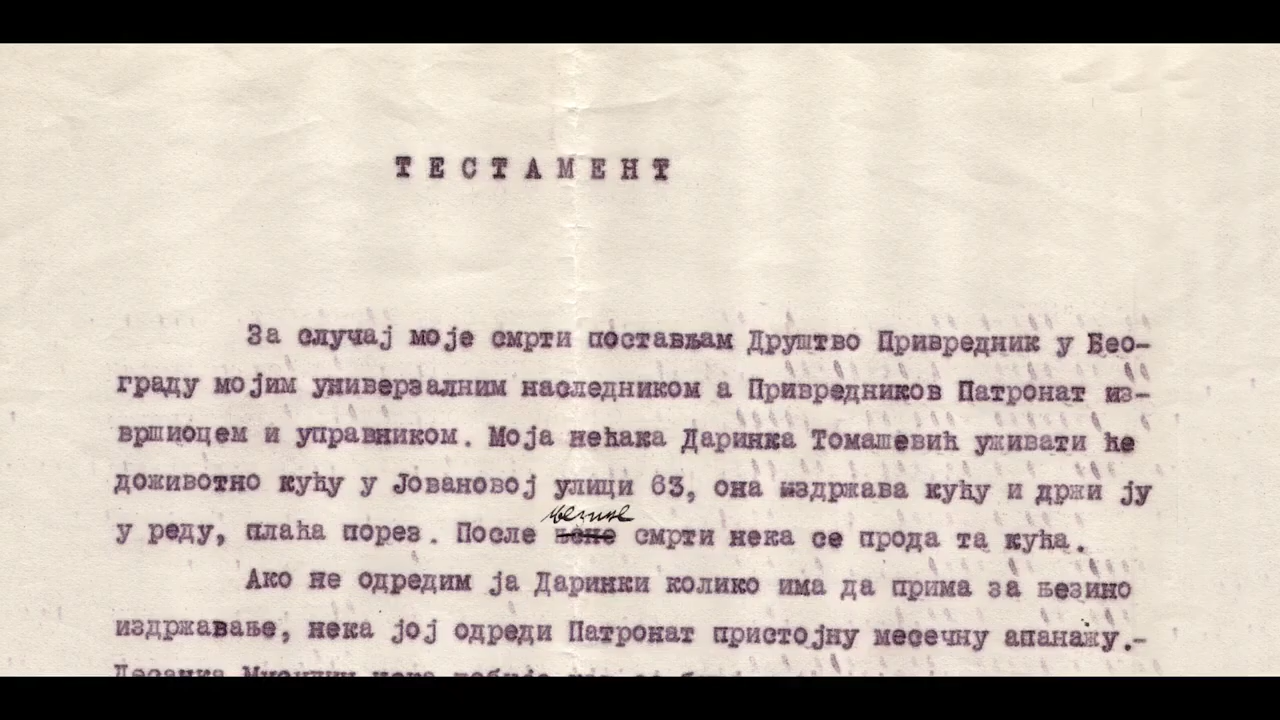 ТЕСТАМЕНТ
За случај моје смрти постављам Друштво Привредник у Бео-
граду мојим универзалним наследником а Привредников Патронат из-
вршиоцем и управником. Моја нећака Даринка Томашевић уживати ће
доживотно кућу у Јовановој улици 63, она издржава кућу и држи ју
његине
у реду, плаћа порез. После њене смрти нека се прода та кућа.
Ако не одредим ја Даринки колико има да прима за њезино
издржавање, нека јој одреди Патронат пристојну месечну апанажу.-